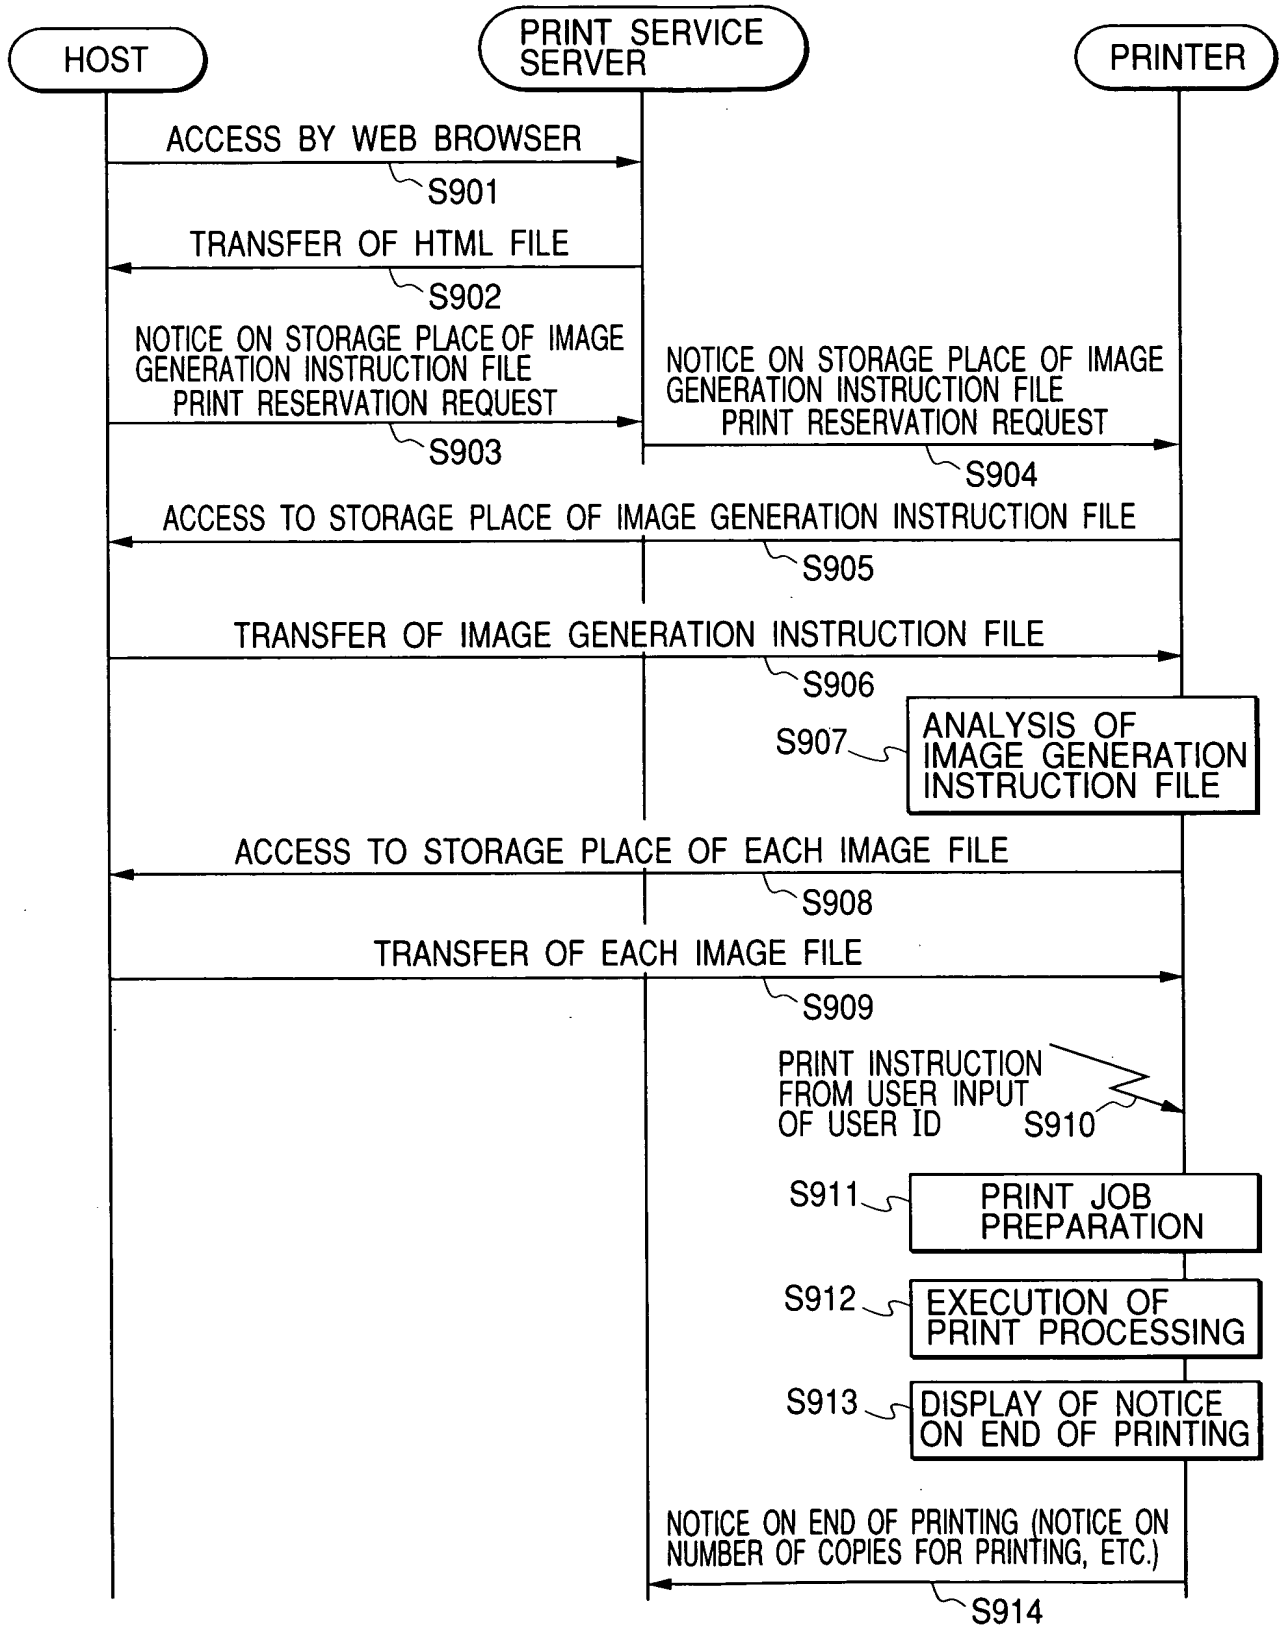 HOST
PRINT SERVICE
SERVER
PRINTER
ACCESS BY WEB BROWSER
S901
TRANSFER OF HTML FILE
S902
NOTICE ON STORAGE PLACE OF IMAGE
GENERATION INSTRUCTION FILE
PRINT RESERVATION REQUEST
S903
NOTICE ON STORAGE PLACE OF IMAGE
GENERATION INSTRUCTION FILE
PRINT RESERVATION REQUEST
S904
ACCESS TO STORAGE PLACE OF IMAGE GENERATION INSTRUCTION FILE
S905
TRANSFER OF IMAGE GENERATION INSTRUCTION FILE
S906
S907
ANALYSIS OF
IMAGE GENERATION
INSTRUCTION FILE
ACCESS TO STORAGE PLACE OF EACH IMAGE FILE
S908
TRANSFER OF EACH IMAGE FILE
S909
PRINT INSTRUCTION
FROM USER INPUT
OF USER ID
S910
S911
PRINT JOB
PREPARATION
S912
EXECUTION OF
PRINT PROCESSING
S913
DISPLAY OF NOTICE
ON END OF PRINTING
NOTICE ON END OF PRINTING (NOTICE ON
NUMBER OF COPIES FOR PRINTING, ETC.)
S914